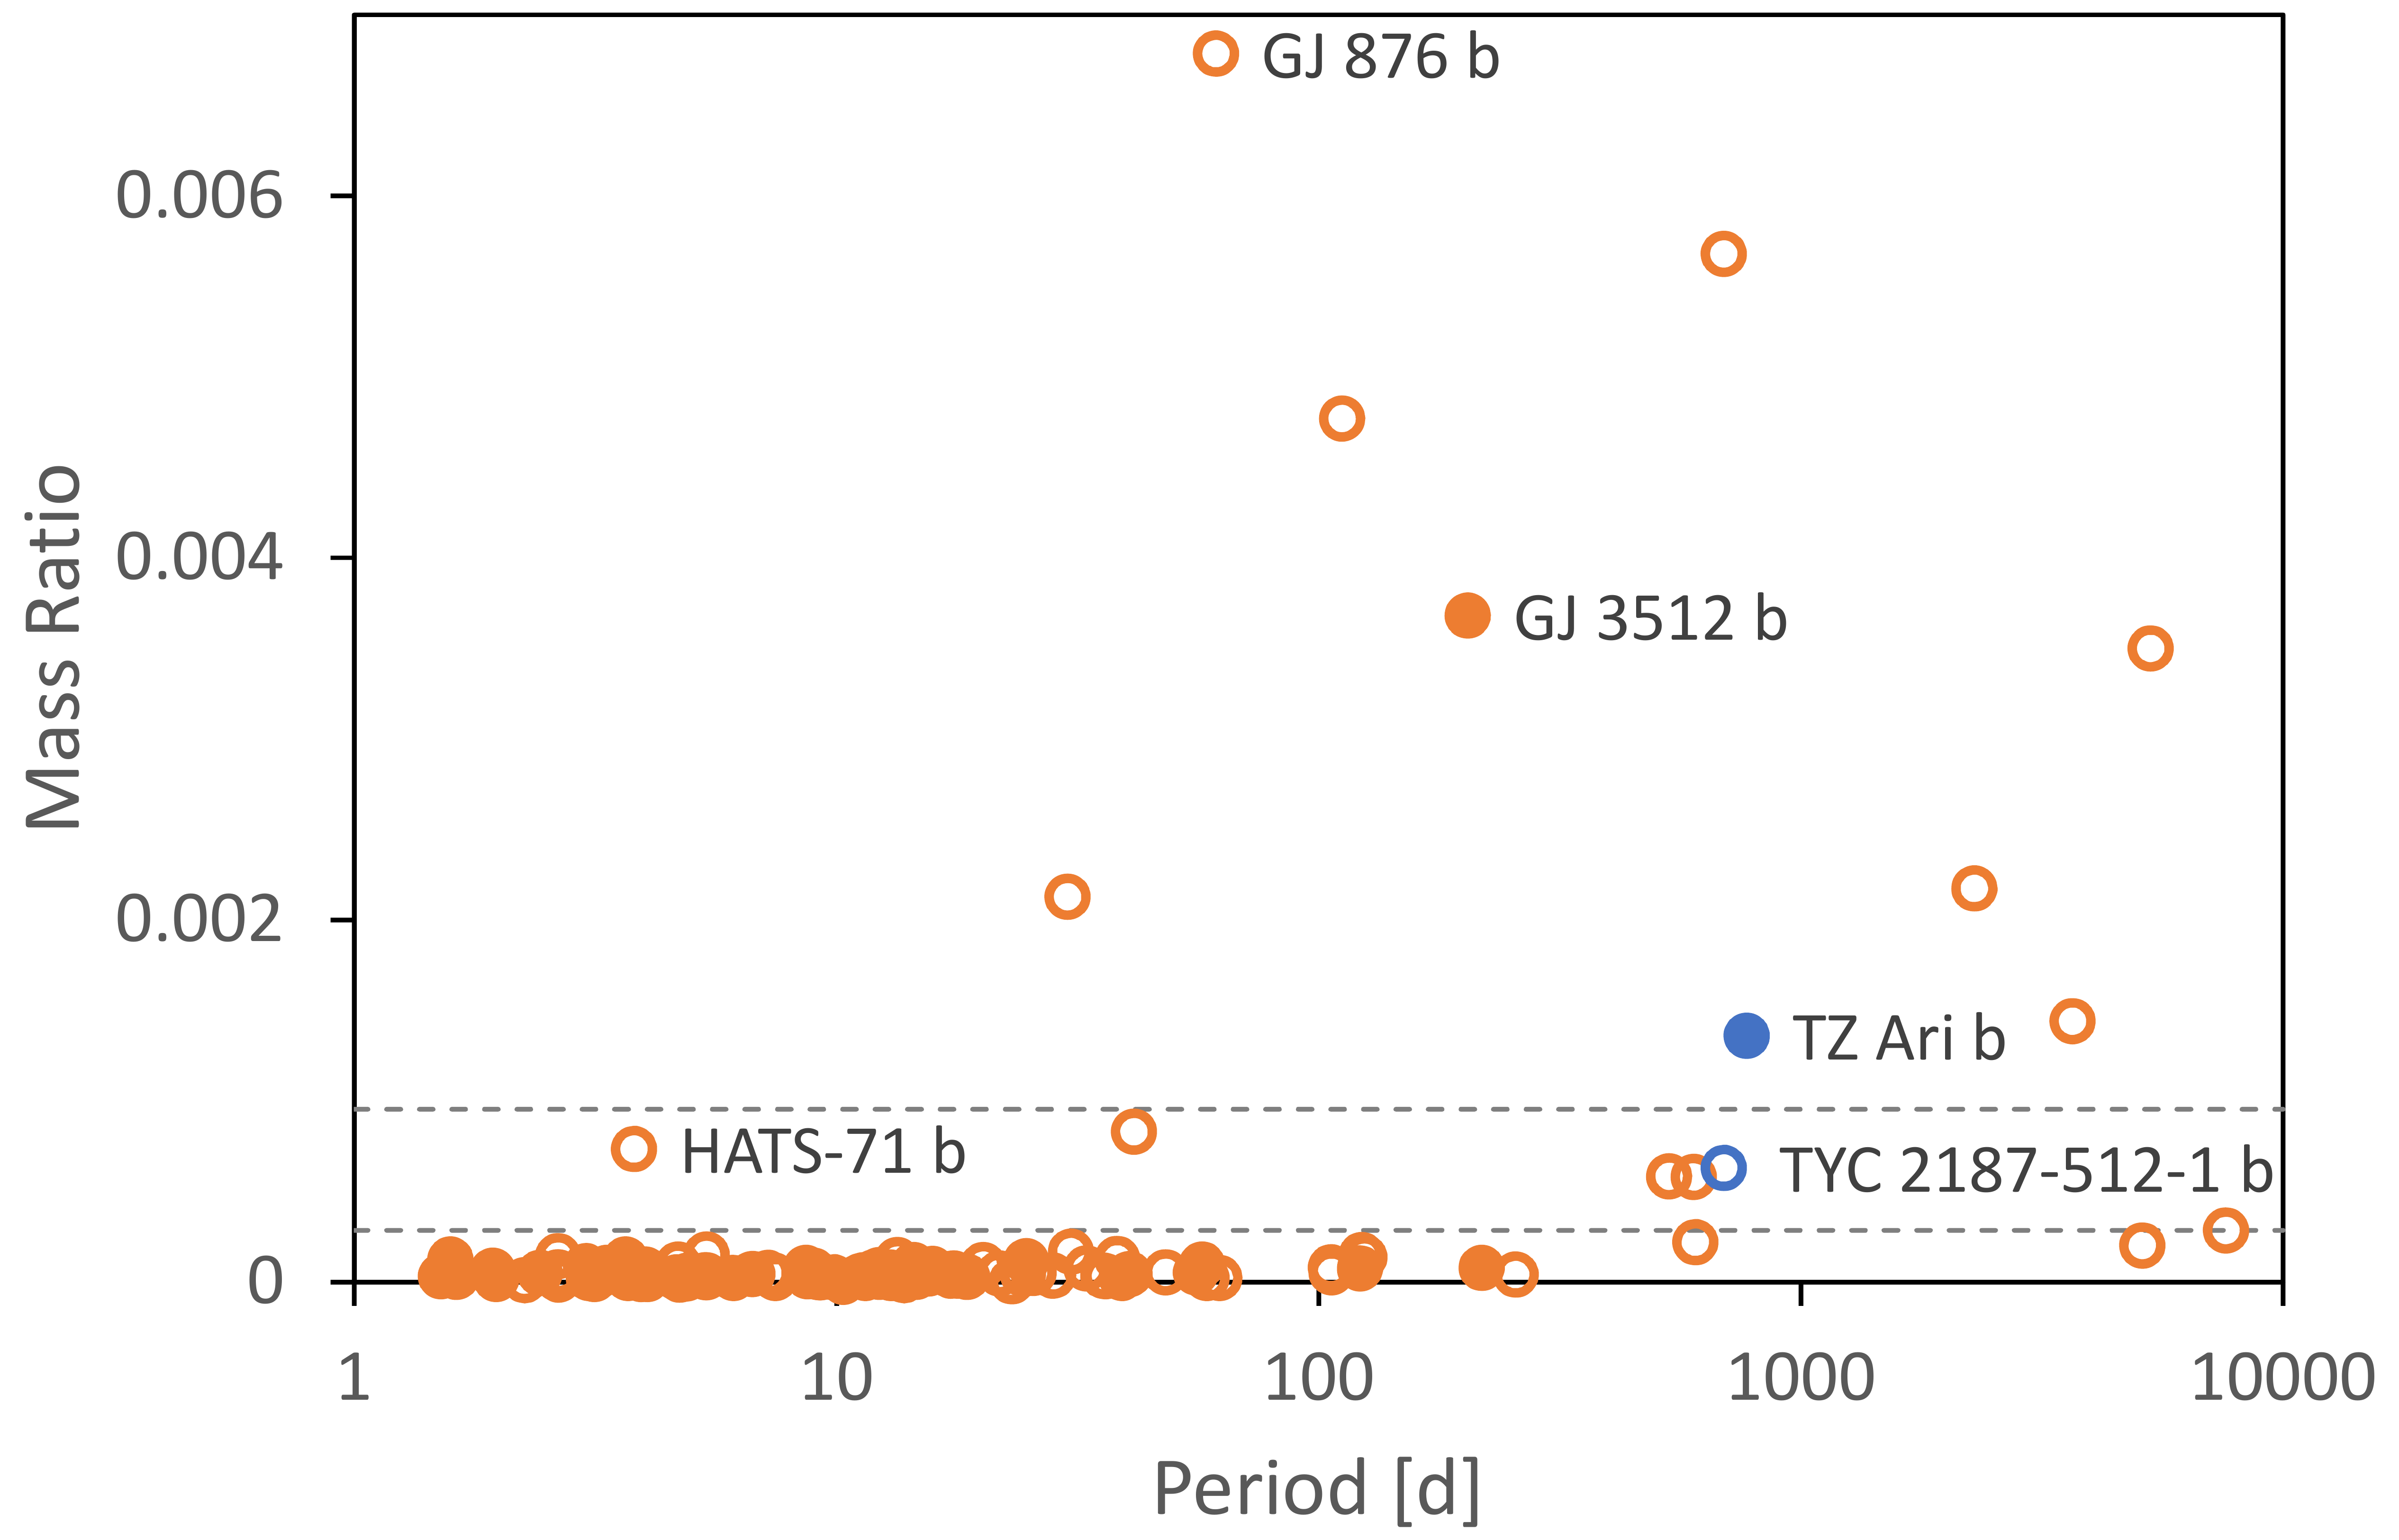 GJ 876 b
0.006
0.004
GJ 3512 b
Mass Ratio
0.002
TZ Ari b
HATS-71 b
TYC 2187-512-1 b
0
1 10 100 1000 10000
Period [d]